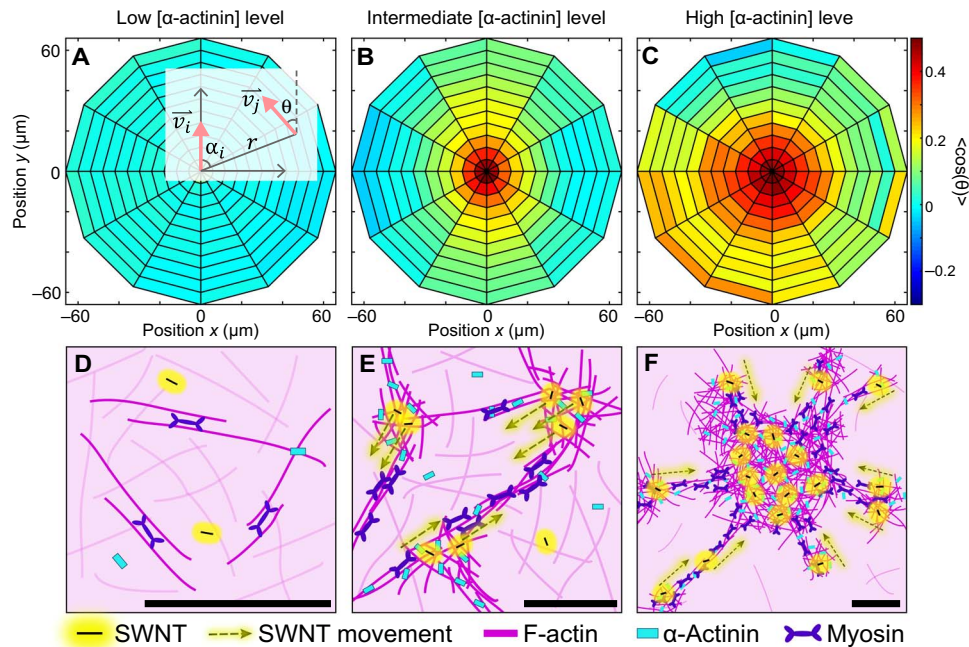 Low [α-actinin] level
Intermediate [α-actinin] level
High [α-actinin] leve
A
B
C
v_i
v_j
θ
α_i
r
60
0
−60
Position y (µm)
−60 0 60
−60 0 60
−60 0 60
Position x (µm)
Position x (µm)
Position x (µm)
0.4
0.2
0
−0.2
<cos(θ)>
D
E
F
SWNT
SWNT movement
F-actin
α-Actinin
Myosin